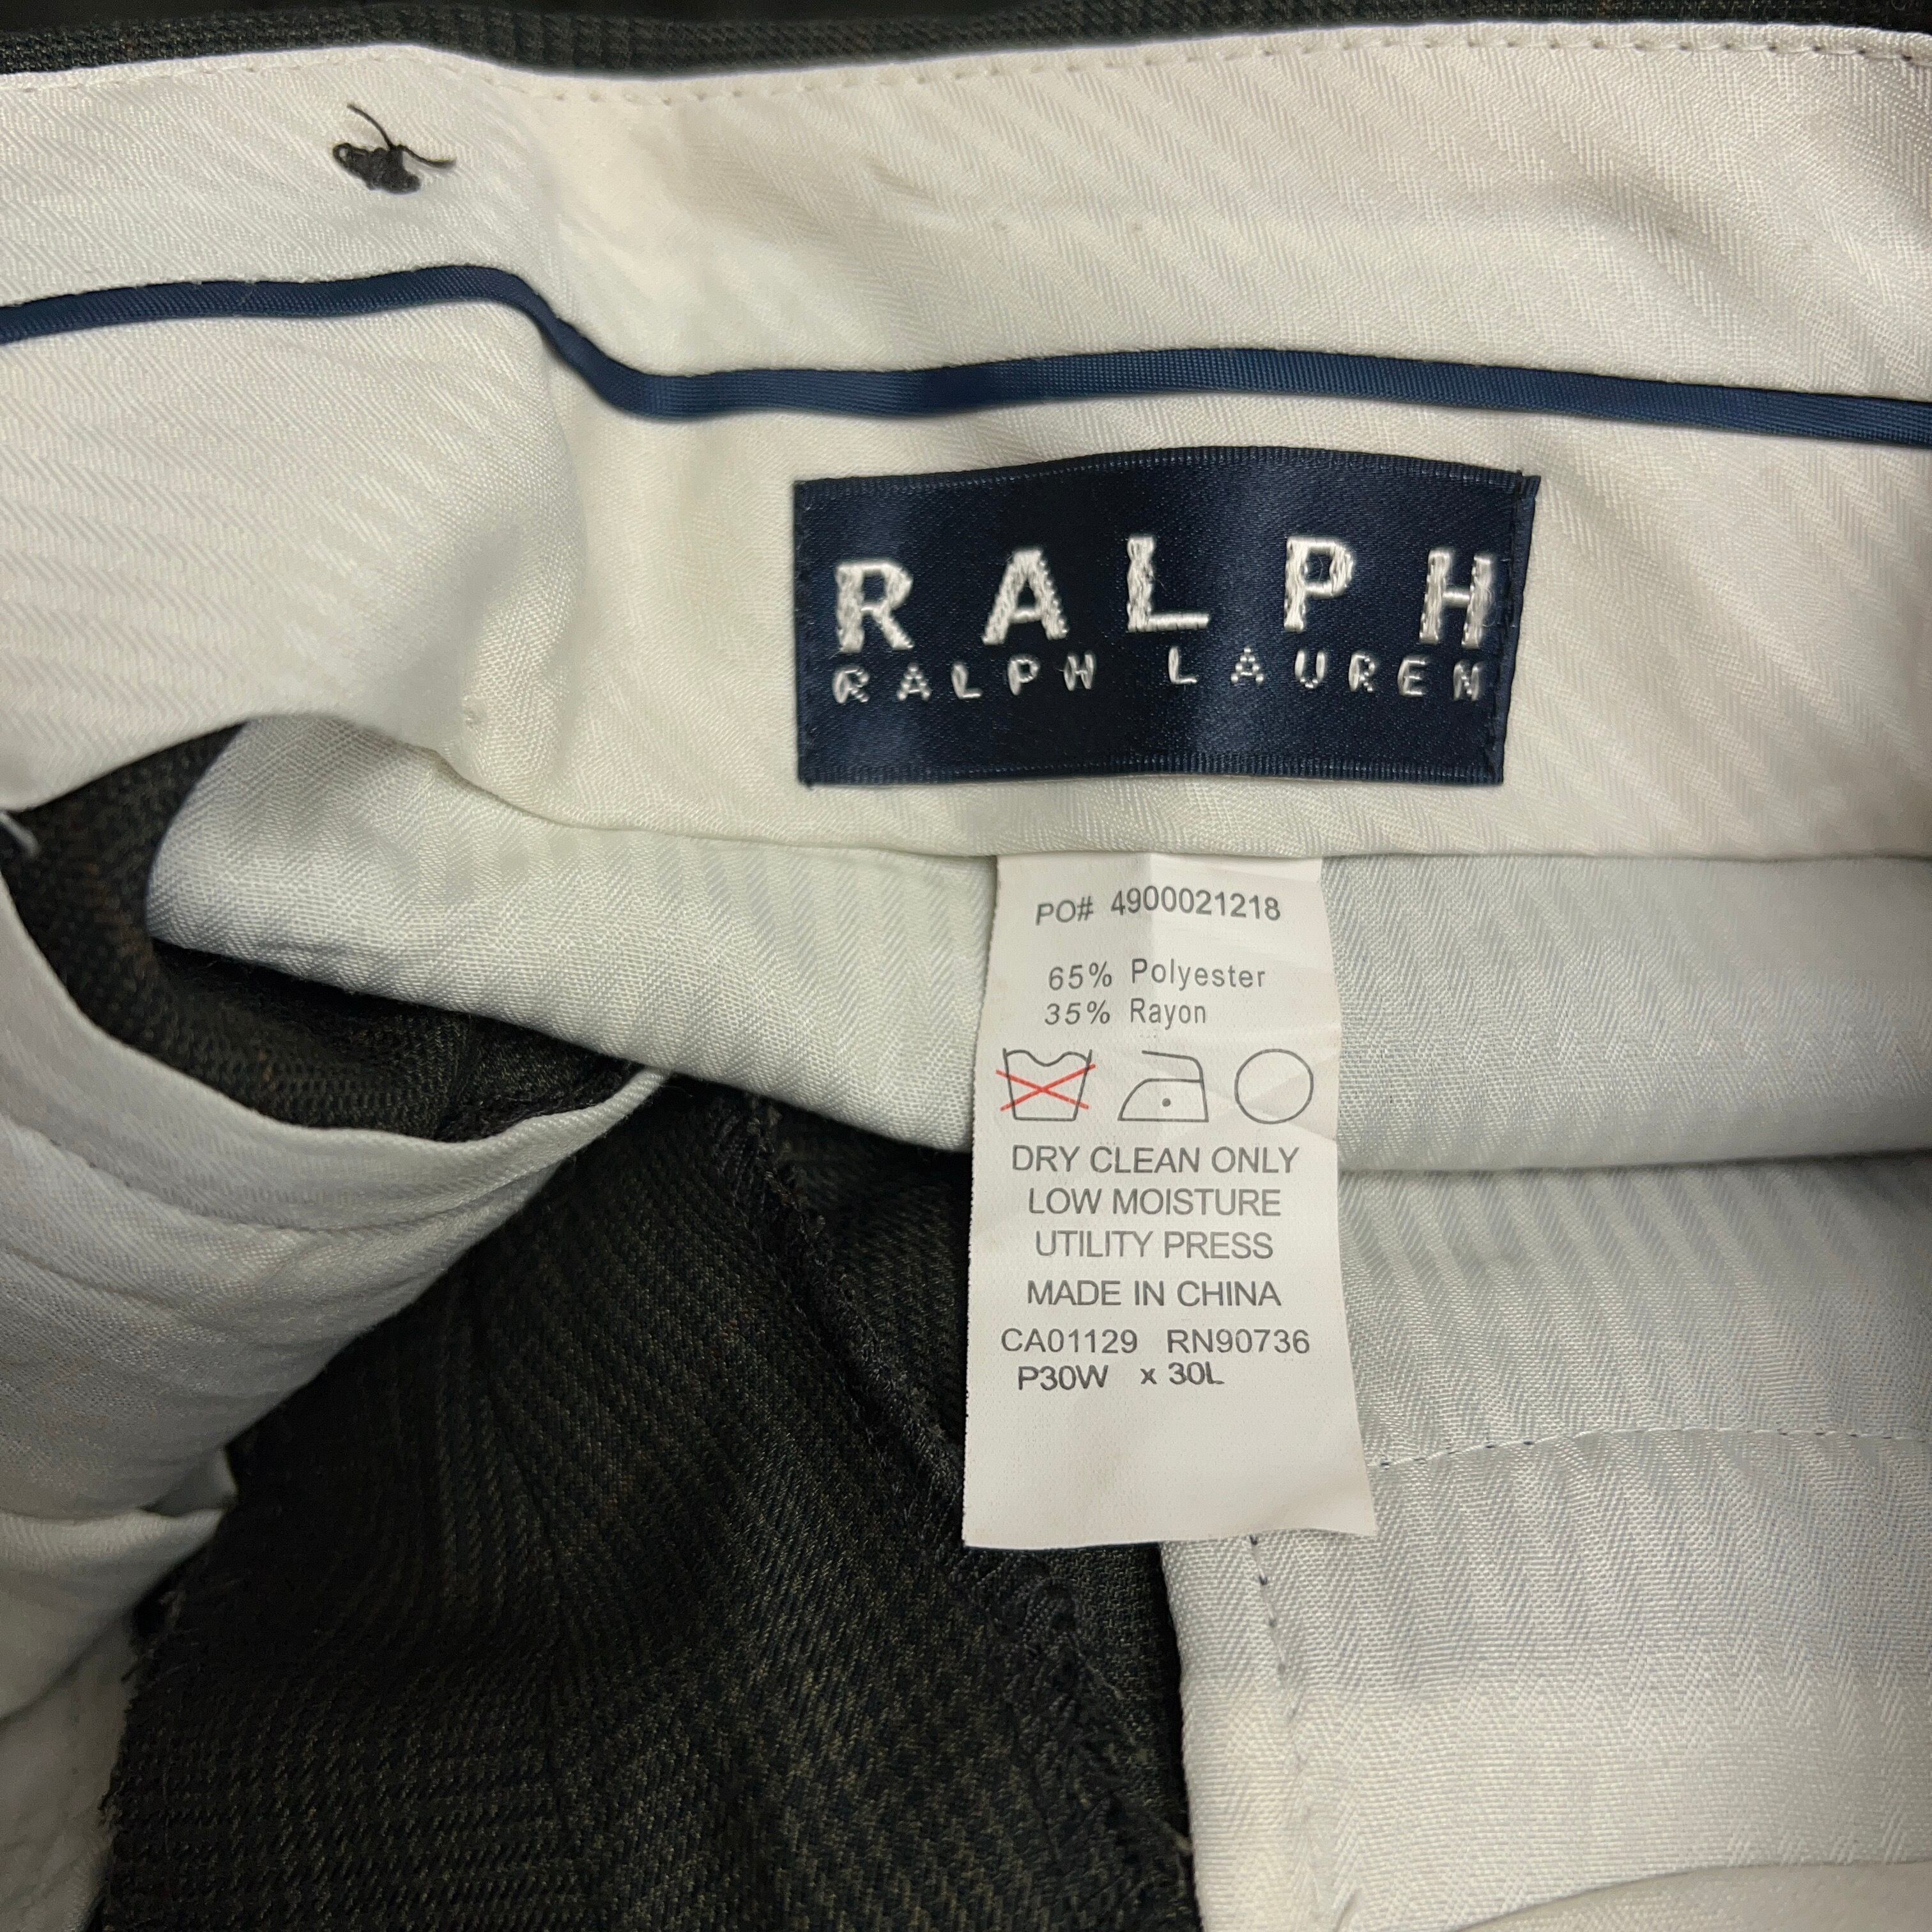 RALPH
RALPH LAUREN
PO# 4900021218
65% Polyester
35% Rayon
DRY CLEAN ONLY
LOW MOISTURE
UTILITY PRESS
MADE IN CHINA
CA01129 RN90736
P30W x 30L